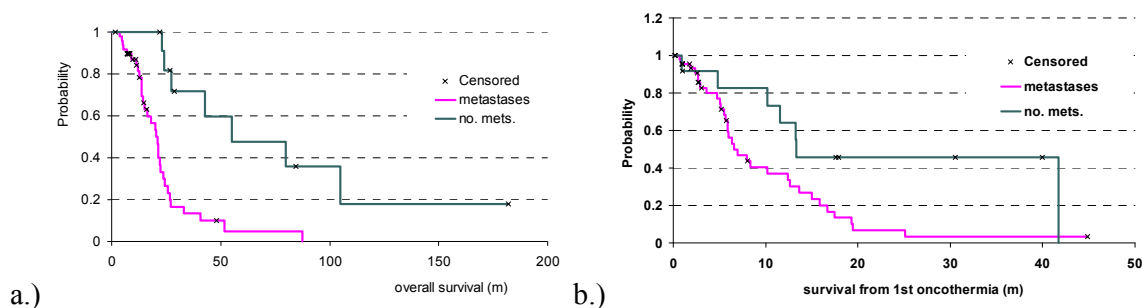 1
0.8
0.6
0.4
0.2
0
Probability
0 50 100 150 200
overall survival (m)
× Censored
metastases
no. mets.
a.)
1.2
1
0.8
0.6
0.4
0.2
0
Probability
0 10 20 30 40 50
survival from 1st oncothermia (m)
× Censored
metastases
no. mets.
b.)